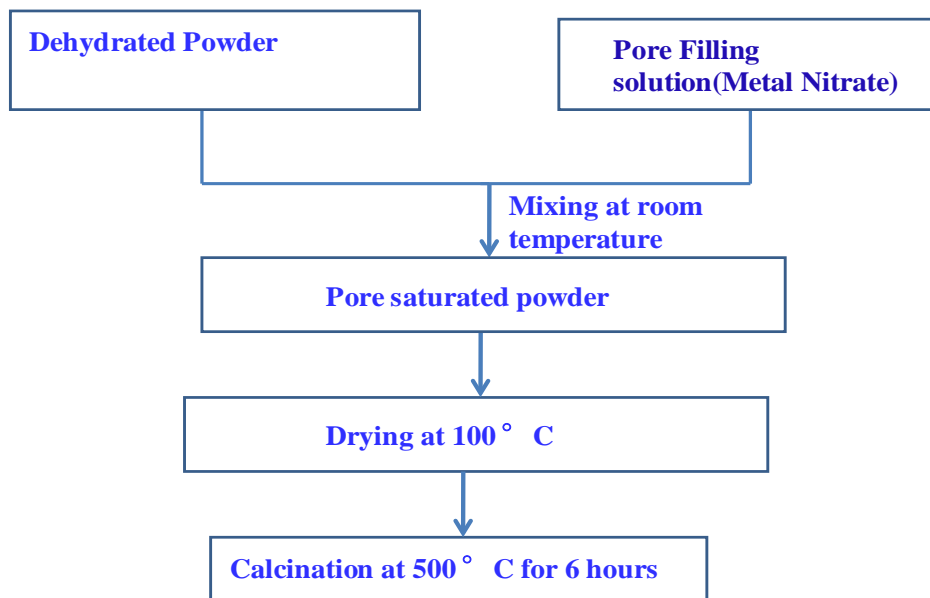 Dehydrated Powder
Pore Filling
solution(Metal Nitrate)
Mixing at room
temperature
Pore saturated powder
Drying at 100° C
Calcination at 500° C for 6 hours